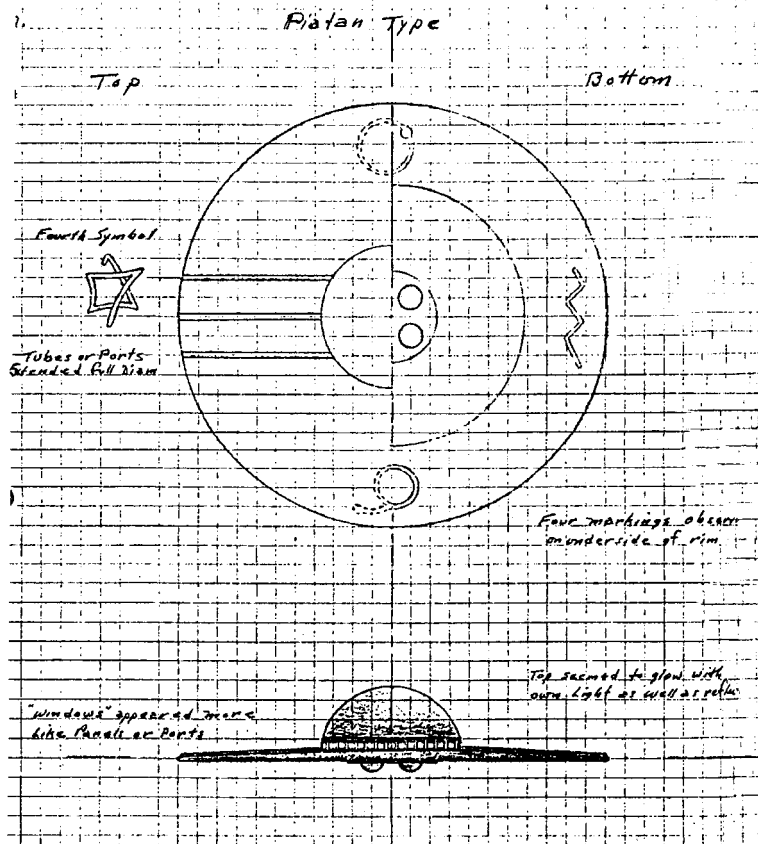 1.
Piatan Type
Top
Bottom
Fourth Symbol
Tubes or Ports
Extended Full Diam
Four markings observ
on underside of rim
Top seemed to glow with
own light as well as reflec
"Windows" appeared more
Like Panels or Ports